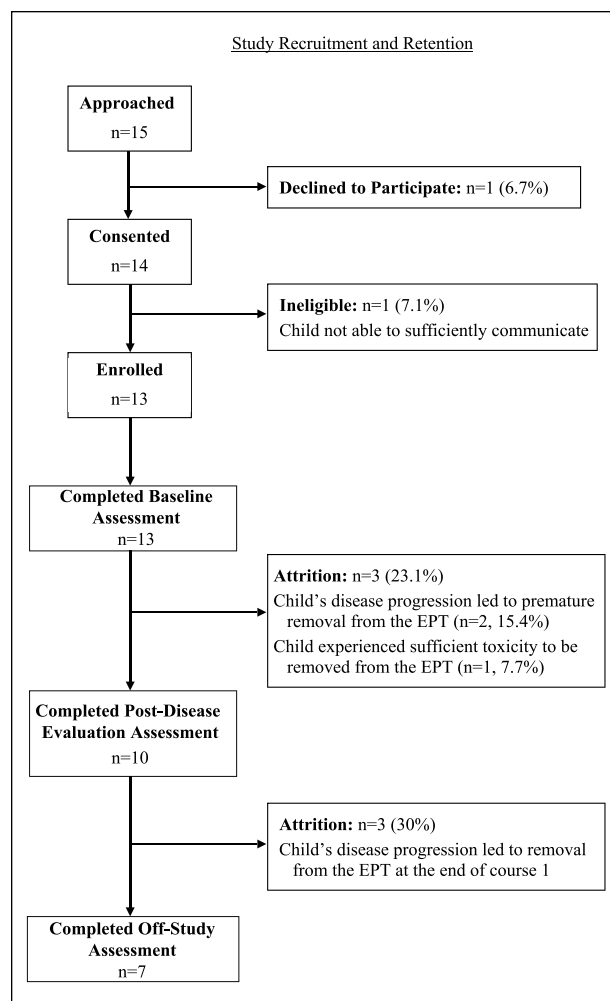 Study Recruitment and Retention
Approached
n=15
Declined to Participate: n=1 (6.7%)
Consented
n=14
Ineligible: n=1 (7.1%)
Child not able to sufficiently communicate
Enrolled
n=13
Completed Baseline
Assessment
n=13
Attrition: n=3 (23.1%)
Child’s disease progression led to premature
removal from the EPT (n=2, 15.4%)
Child experienced sufficient toxicity to be
removed from the EPT (n=1, 7.7%)
Completed Post-Disease
Evaluation Assessment
n=10
Attrition: n=3 (30%)
Child’s disease progression led to removal
from the EPT at the end of course 1
Completed Off-Study
Assessment
n=7